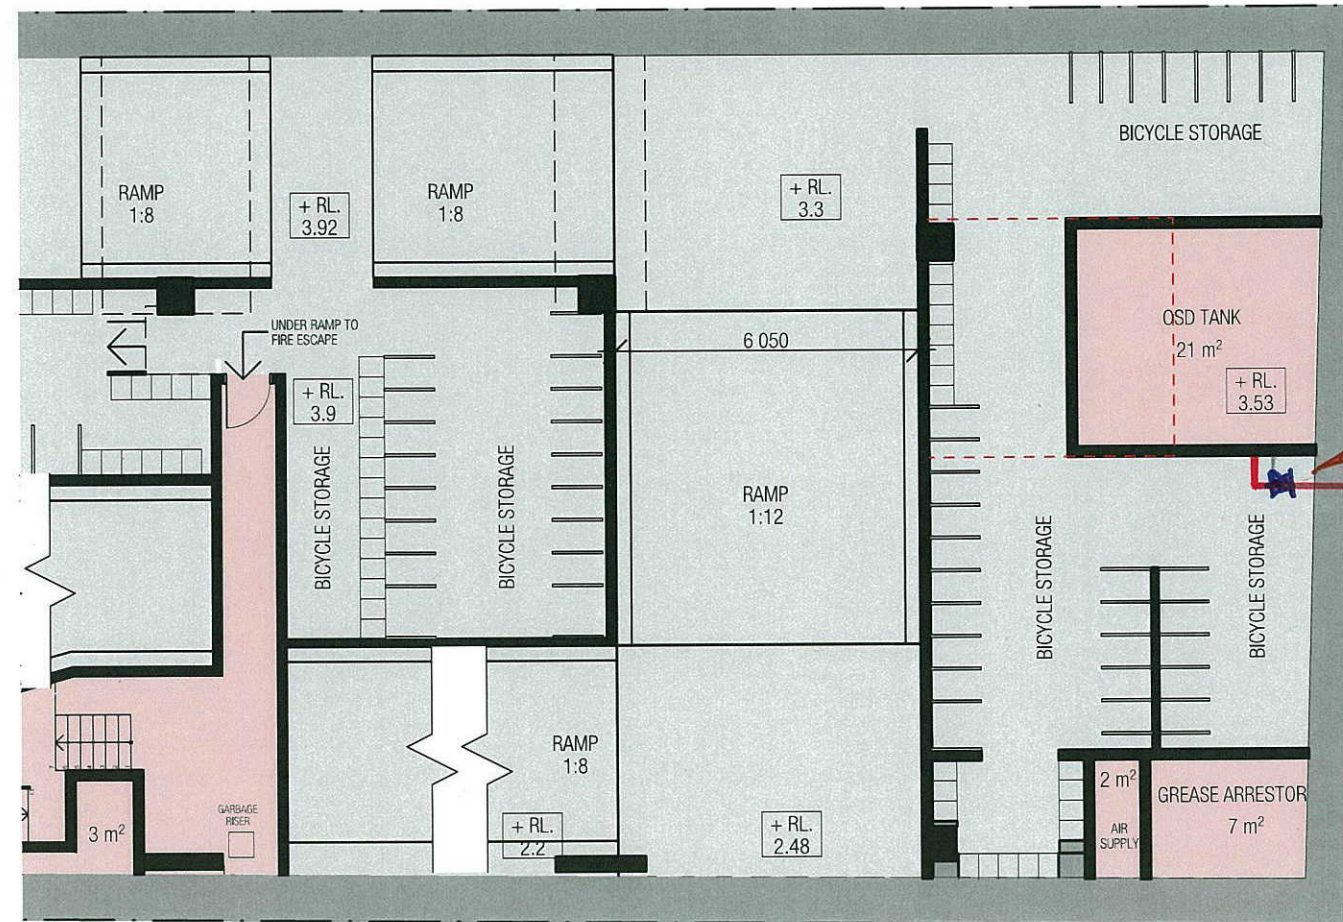 BICYCLE STORAGE
RAMP
1:8
+ RL.
3.92
RAMP
1:8
+ RL.
3.3
OSD TANK
21 m²
+ RL.
3.53
UNDER RAMP TO
FIRE ESCAPE
6 050
+ RL.
3.9
BICYCLE STORAGE
BICYCLE STORAGE
RAMP
1:12
BICYCLE STORAGE
BICYCLE STORAGE
RAMP
1:8
GARBAGE
RISER
3 m²
+ RL.
2.2
+ RL.
2.48
2 m²
AIR
SUPPLY
GREASE ARRESTOR
7 m²